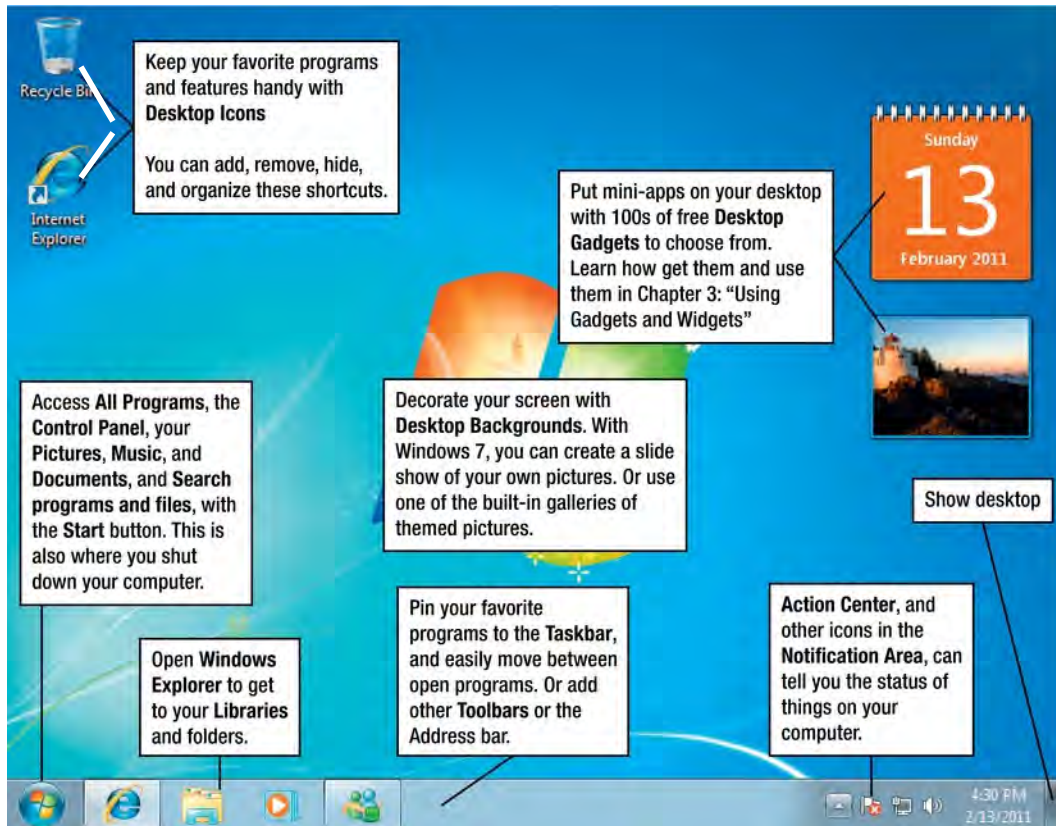 Recycle Bin
Internet
Explorer
Keep your favorite programs
and features handy with
Desktop Icons
You can add, remove, hide,
and organize these shortcuts.
Sunday
13
February 2011
Put mini-apps on your desktop
with 100s of free Desktop
Gadgets to choose from.
Learn how get them and use
them in Chapter 3: “Using
Gadgets and Widgets”
Access All Programs, the
Control Panel, your
Pictures, Music, and
Documents, and Search
programs and files, with
the Start button. This is
also where you shut
down your computer.
Decorate your screen with
Desktop Backgrounds. With
Windows 7, you can create a slide
show of your own pictures. Or use
one of the built-in galleries of
themed pictures.
Show desktop
Open Windows
Explorer to get
to your Libraries
and folders.
Pin your favorite
programs to the Taskbar,
and easily move between
open programs. Or add
other Toolbars or the
Address bar.
Action Center, and
other icons in the
Notification Area, can
tell you the status of
things on your
computer.
4:30 PM
2/13/2011